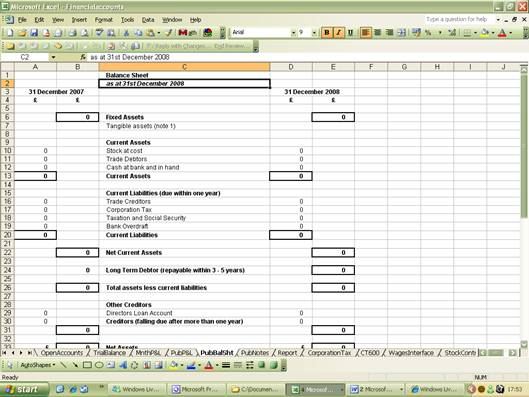 Microsoft Excel - Financialaccounts
File Edit View Insert Format Tools Data Window Help
Type a question for help
Arial 9 B I U
Reply with Changes... End Review...
C2 fx as at 31st December 2008
A B C D E F G H I J
1 Balance Sheet
2 as at 31st December 2008
3 31 December 2007 31 December 2008
4 £ £ £ £
5
6 0 Fixed Assets 0
7 Tangible assets (note 1)
8
9 Current Assets
10 0 Stock at cost 0
11 0 Trade Debtors 0
12 0 Cash at bank and in hand 0
13 0 Current Assets 0
14
15 Current Liabilities (due within one year)
16 0 Trade Creditors 0
17 0 Corporation Tax 0
18 0 Taxation and Social Security 0
19 0 Bank Overdraft 0
20 0 Current Liabilities 0
21
22 0 Net Current Assets 0
23
24 0 Long Term Debtor (repayable within 3 - 5 years) 0
25
26 0 Total assets less current liabilities 0
27
28 Other Creditors
29 0 Directors Loan Account 0
30 0 Creditors (falling due after more than one year) 0
31 0 0
32
33 £ 0 Net Assets £ 0
OpenAccounts TrialBalance MnthP&L PubP&L PubBalSht PubNotes Report CorporationTax CT600 WagesInterface StockContr
AutoShapes
Ready NUM
start Windows Liv... Microsoft Fr... C:\Documen... Microsof... 2 Microsof... Windows Liv... 17:53